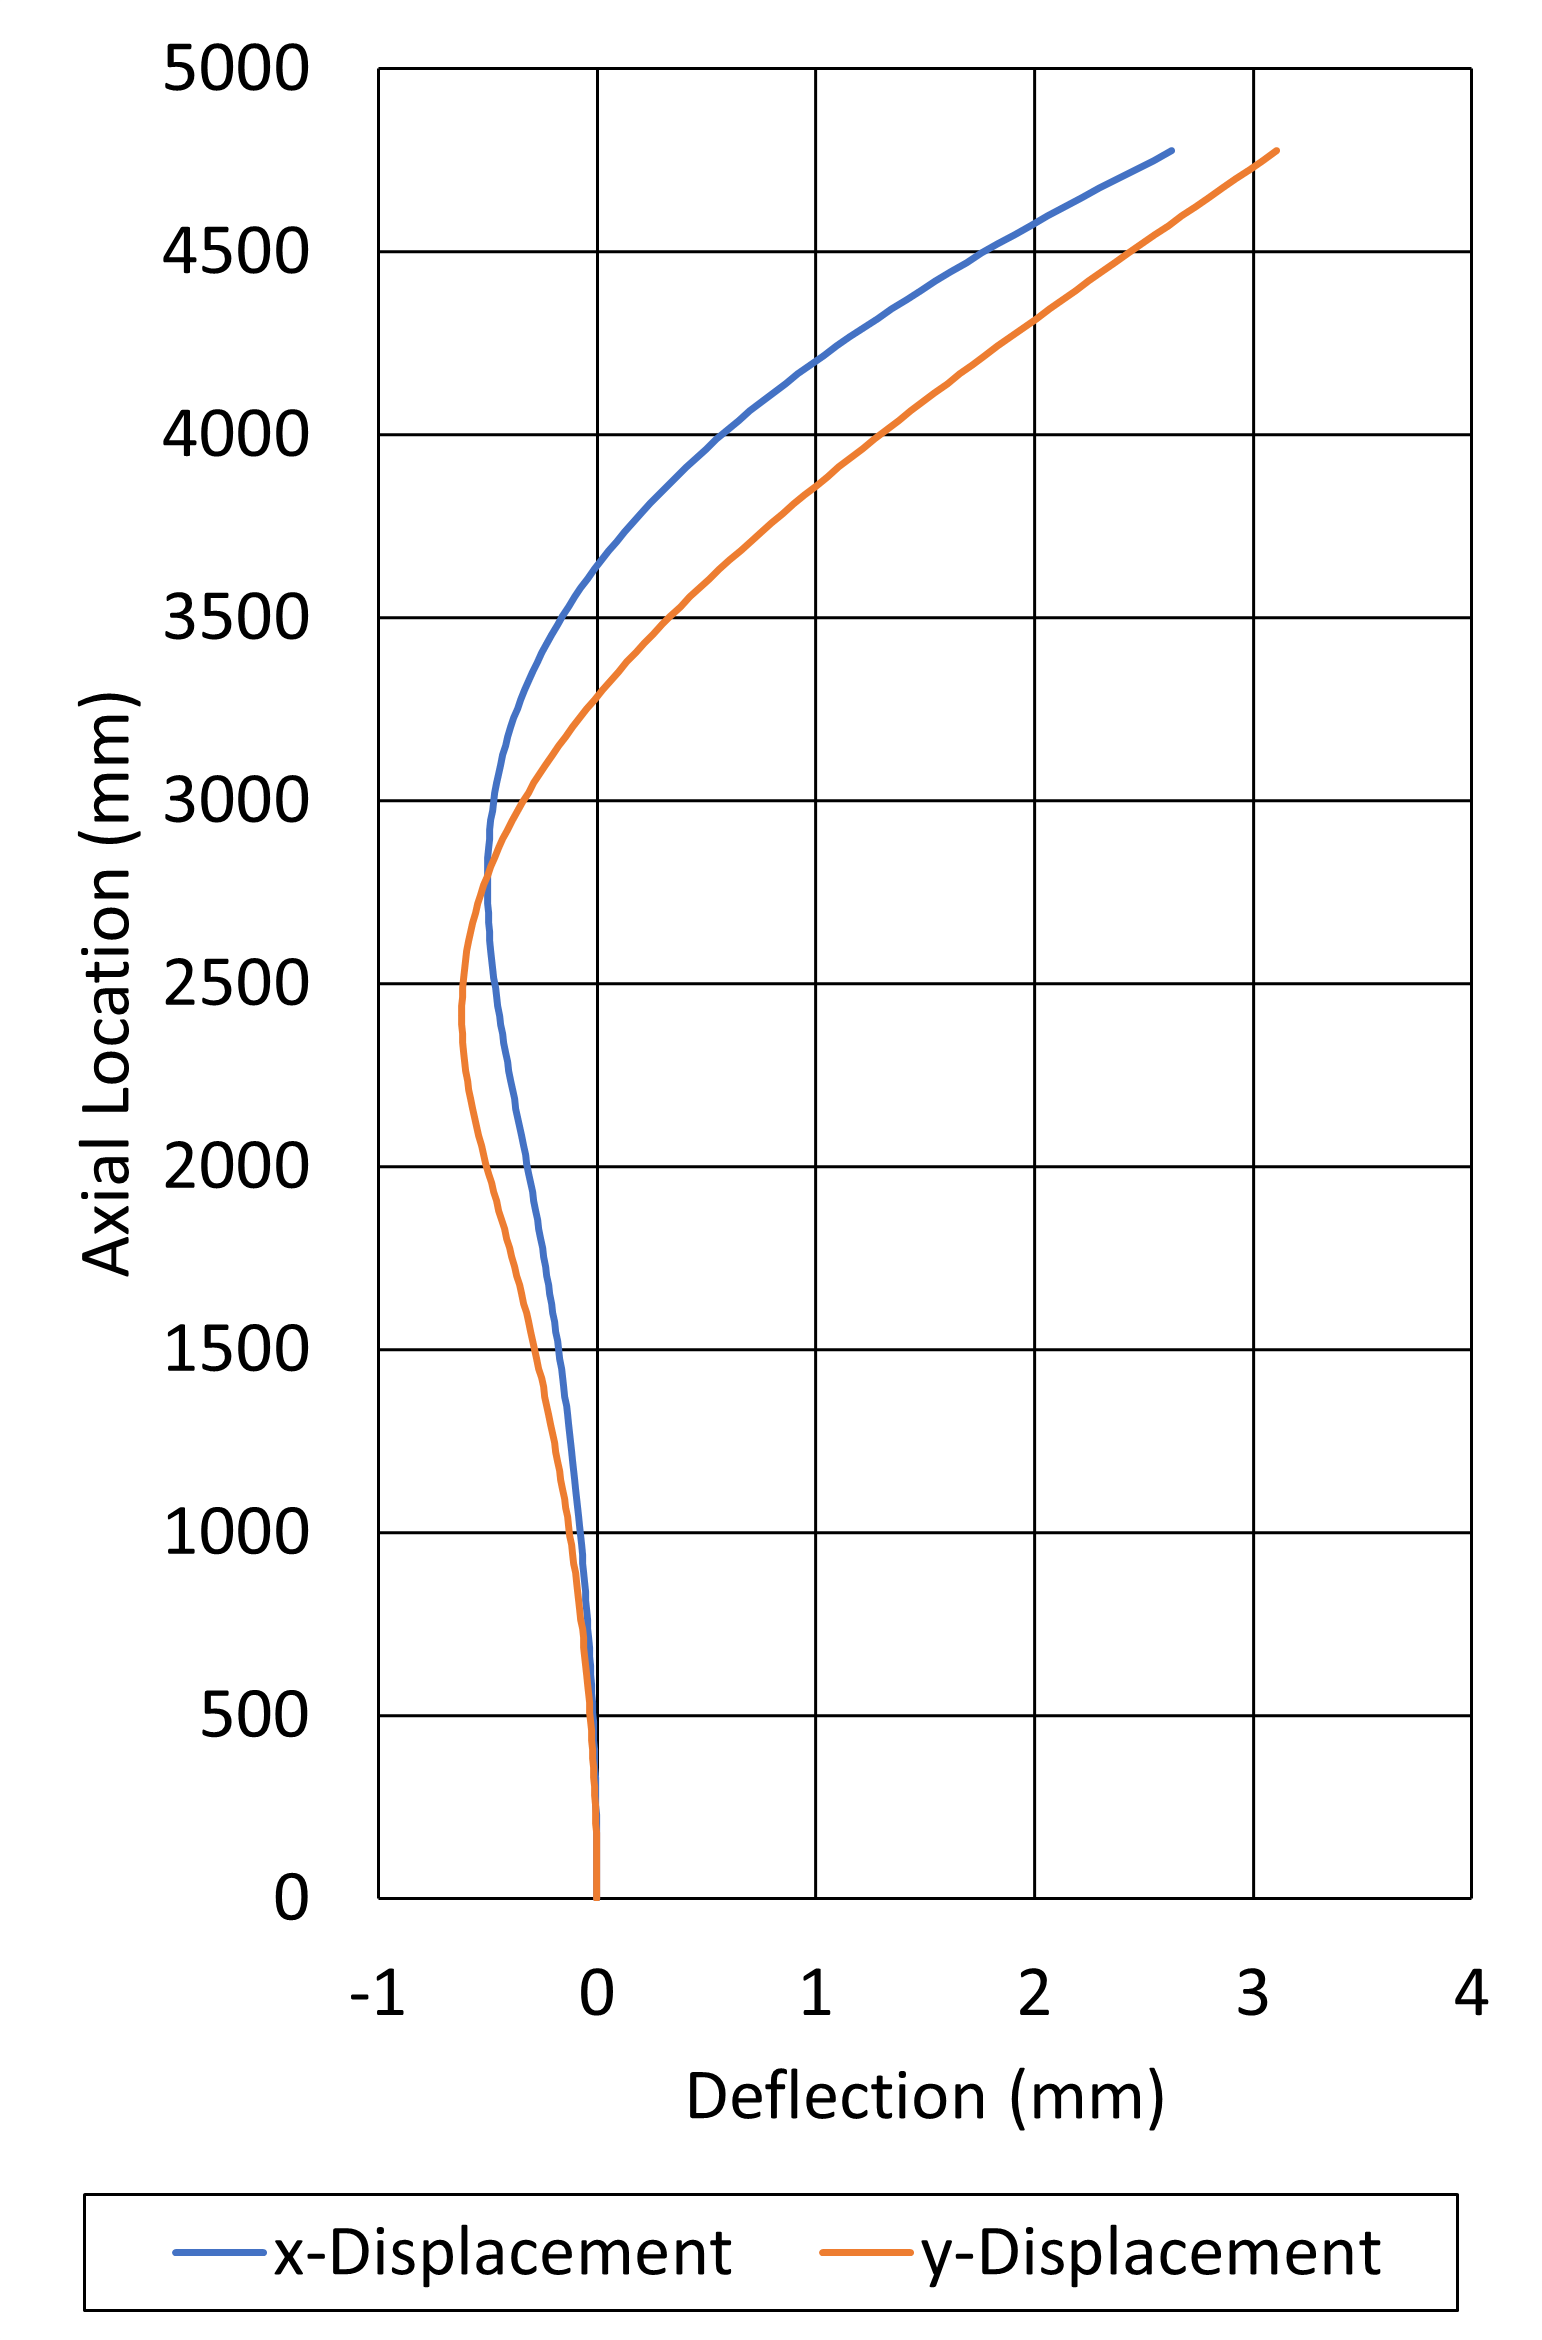 5000
4500
4000
3500
3000
2500
2000
1500
1000
500
0
Axial Location (mm)
-1 0 1 2 3 4
Deflection (mm)
x-Displacement y-Displacement